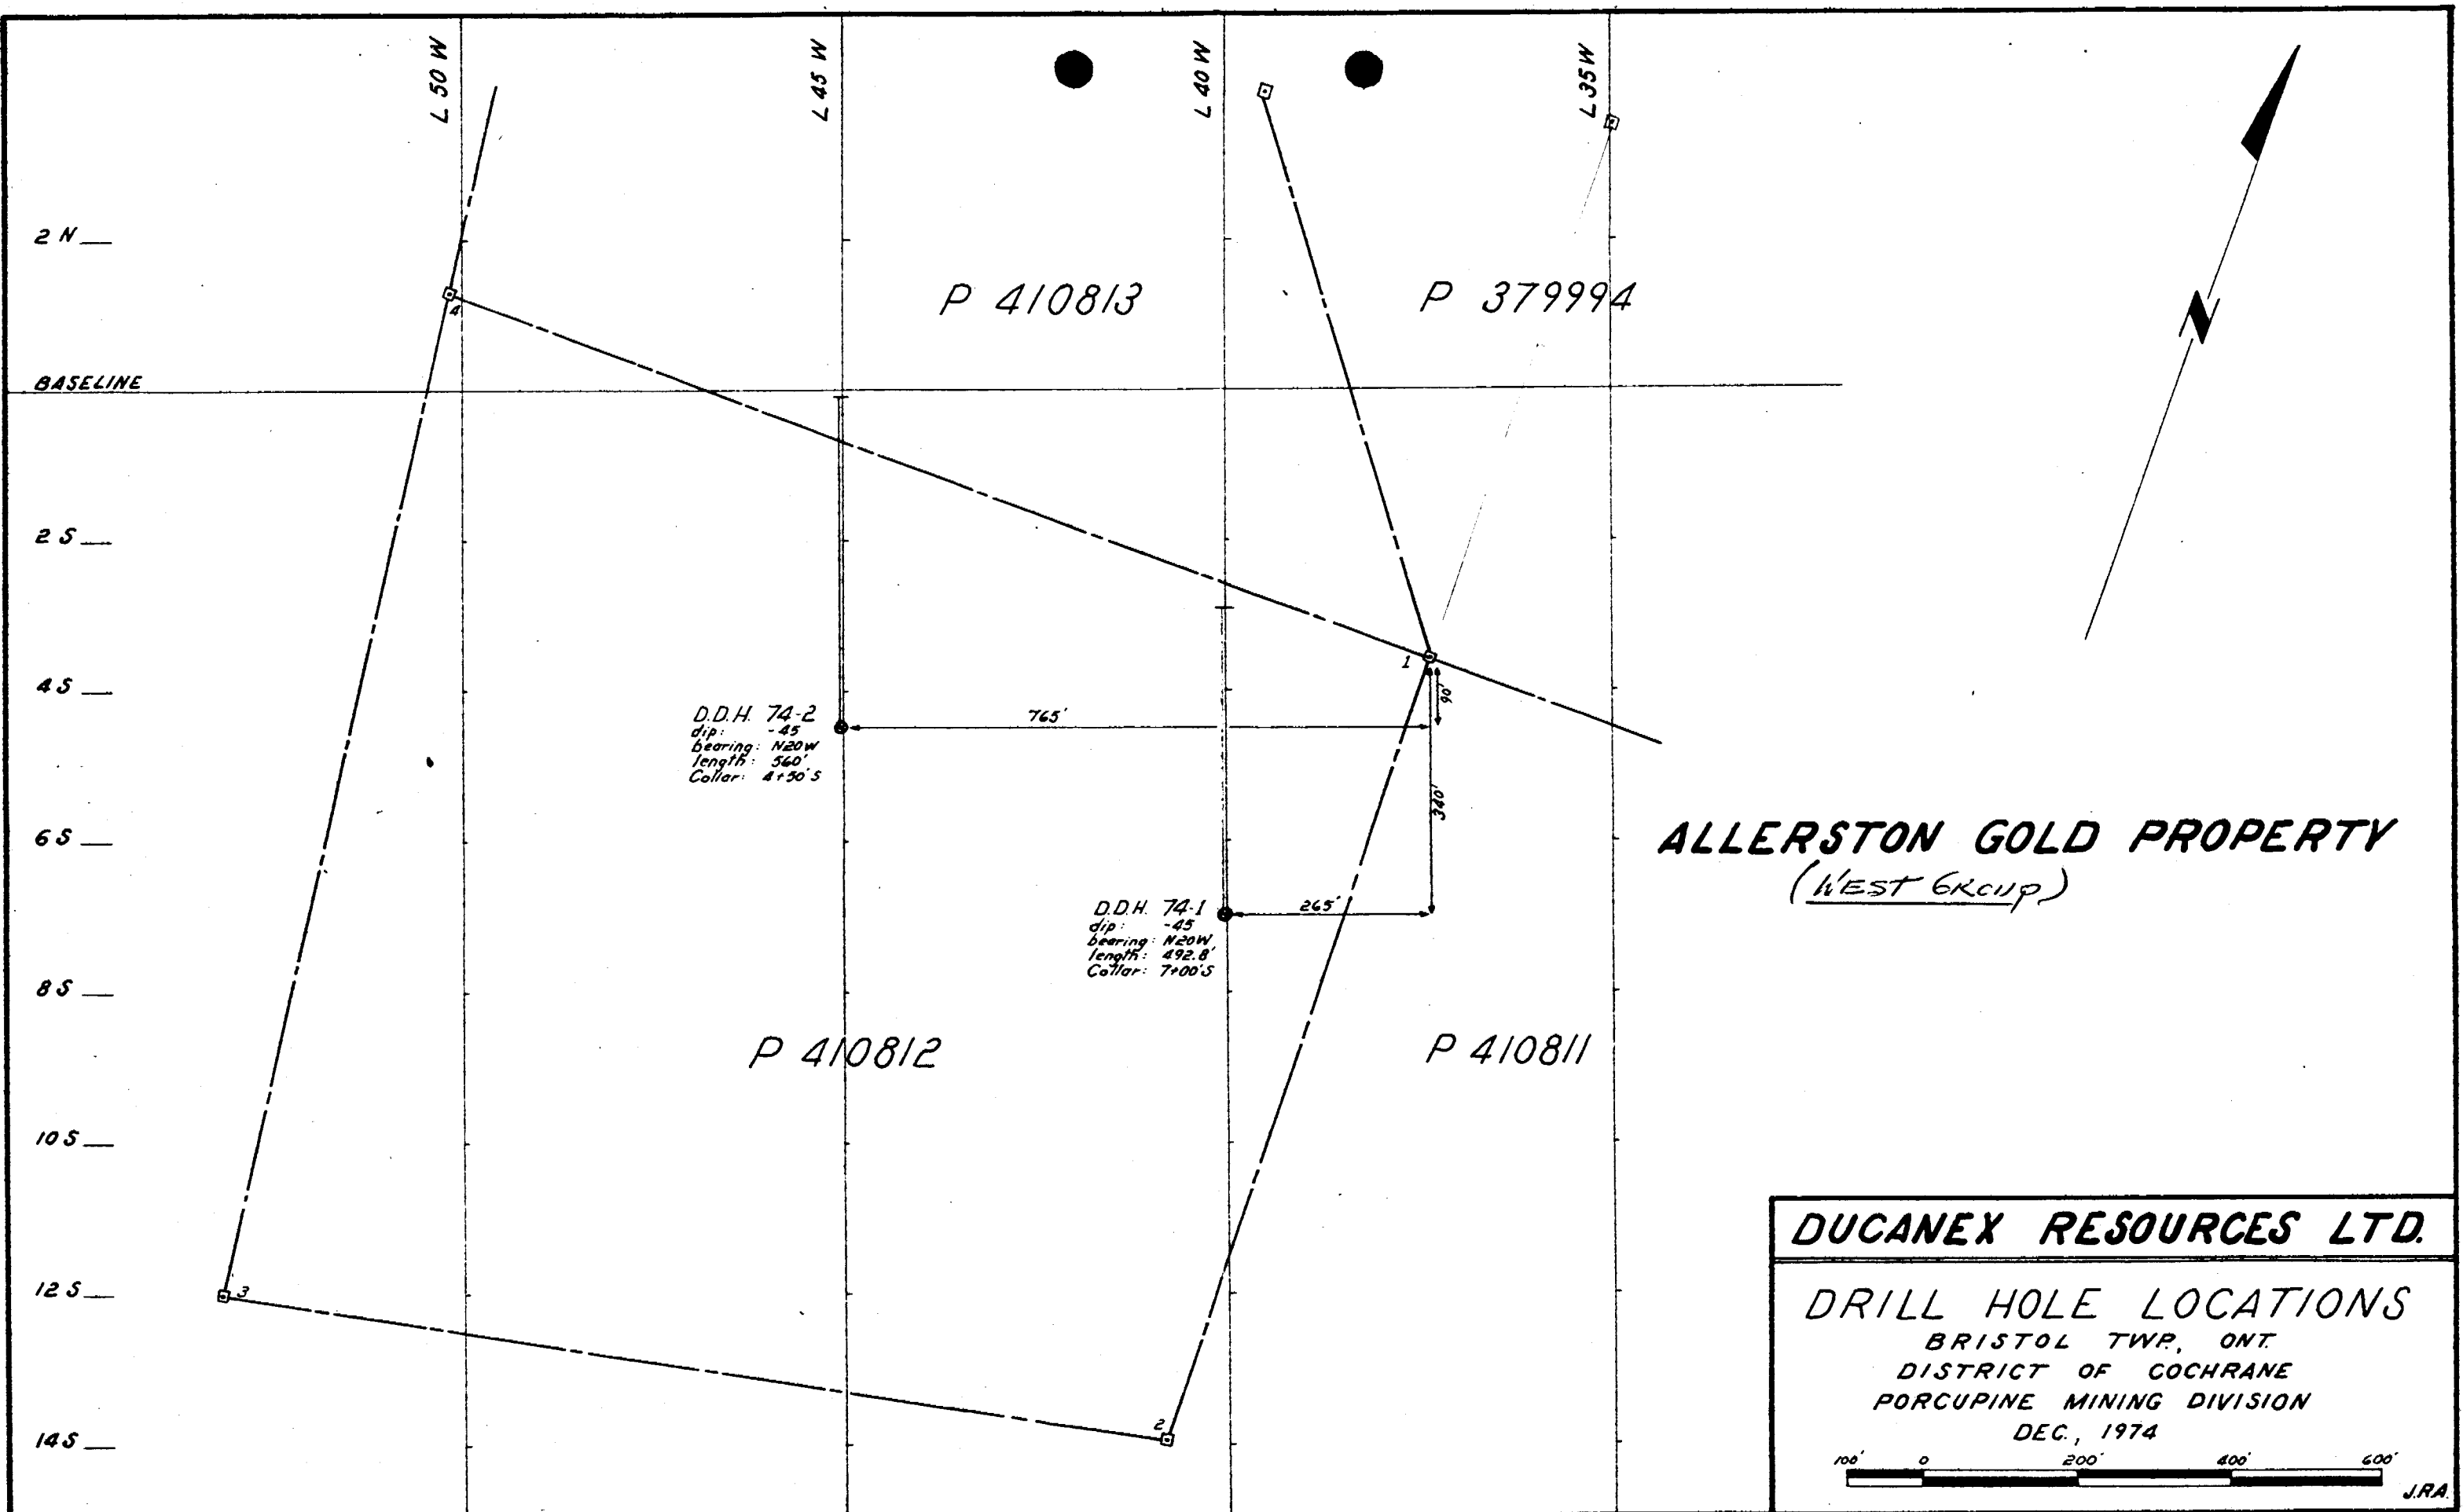 L 50 W
L 45 W
L 40 W
L 35 W
2 N
P 410813
P 379994
N
4
BASELINE
2 S
1
4 S
90'
765'
D.D.H. 74-2
dip: -45
bearing: N20W
length: 560'
Collar: 4+50'S
340'
6 S
ALLERSTON GOLD PROPERTY
(WEST GROUP)
265'
D.D.H. 74-1
dip: -45
bearing: N20W
length: 492.8'
Collar: 7+00'S
8 S
P 410812
P 410811
10 S
12 S
3
2
14 S
DUCANEX RESOURCES LTD.
DRILL HOLE LOCATIONS
BRISTOL TWP., ONT.
DISTRICT OF COCHRANE
PORCUPINE MINING DIVISION
DEC., 1974
100' 0 200' 400' 600'
J.R.A.